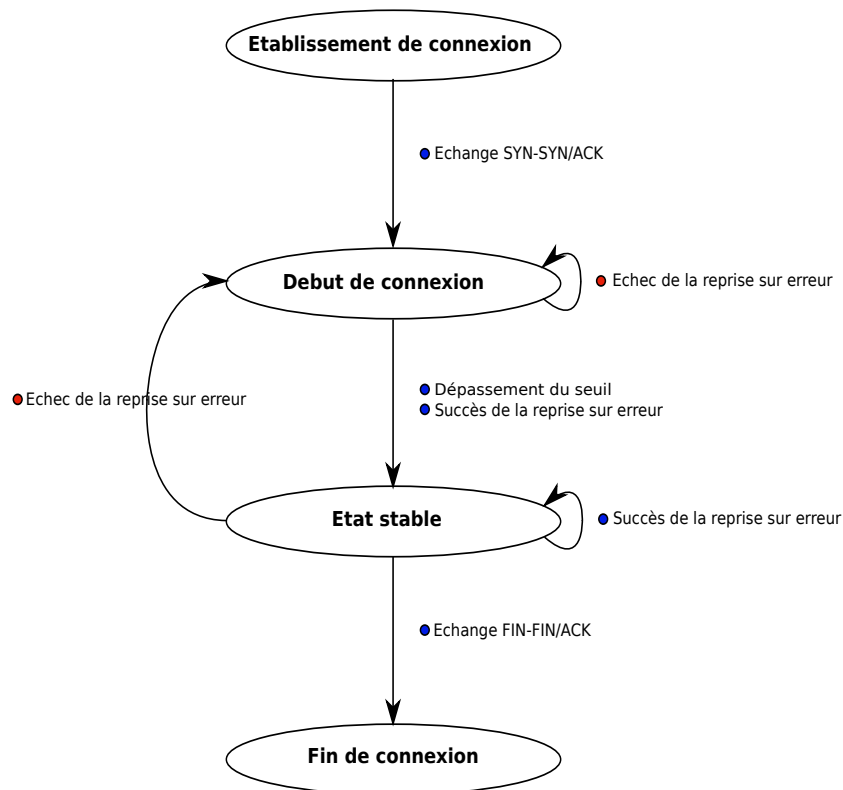 Etablissement de connexion
Echange SYN-SYN/ACK
Debut de connexion
Echec de la reprise sur erreur
Dépassement du seuil
Echec de la reprise sur erreur
Succès de la reprise sur erreur
Etat stable
Succès de la reprise sur erreur
Echange FIN-FIN/ACK
Fin de connexion